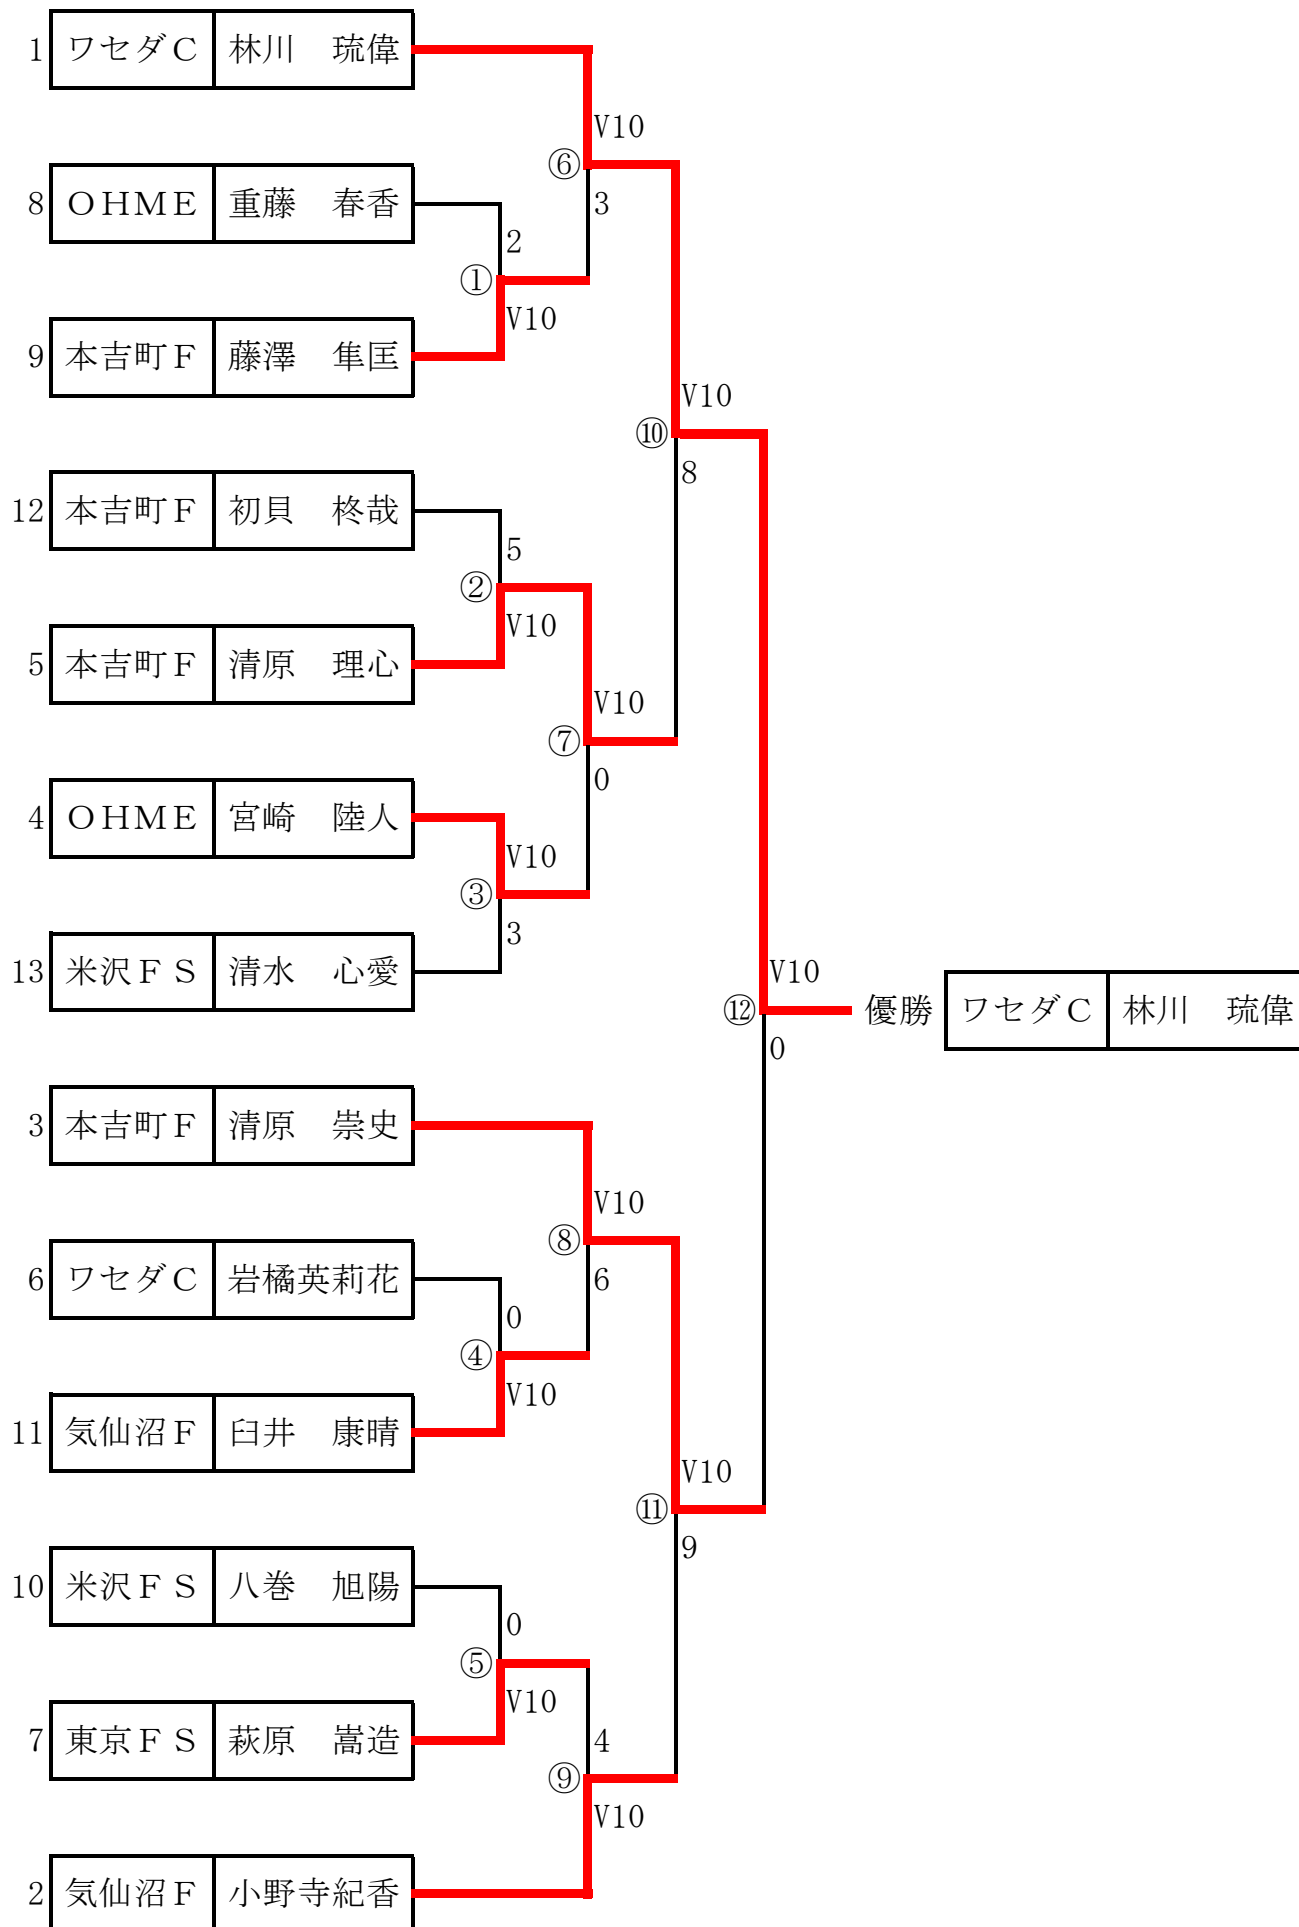 1 ワセダC 林川　琉偉
V10
⑥
3
8 OHME 重藤　春香
2
①
V10
9 本吉町F 藤澤　隼匡
V10
⑩
8
12 本吉町F 初貝　柊哉
5
②
V10
5 本吉町F 清原　理心
V10
⑦
0
4 OHME 宮崎　陸人
V10
③
3
13 米沢FS 清水　心愛
V10
⑫ 優勝 ワセダC 林川　琉偉
0
3 本吉町F 清原　崇史
V10
⑧
6
6 ワセダC 岩橘英莉花
0
④
V10
11 気仙沼F 臼井　康晴
V10
⑪
9
10 米沢FS 八巻　旭陽
0
⑤
V10
7 東京FS 萩原　嵩造
4
⑨
V10
2 気仙沼F 小野寺紀香